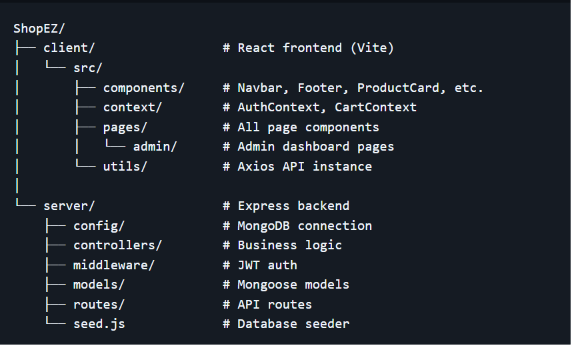 ShopEZ/
├── client/                  # React frontend (Vite)
│   └── src/
│       ├── components/      # Navbar, Footer, ProductCard, etc.
│       ├── context/         # AuthContext, CartContext
│       ├── pages/           # All page components
│       │   └── admin/       # Admin dashboard pages
│       └── utils/           # Axios API instance
│
└── server/                  # Express backend
    ├── config/              # MongoDB connection
    ├── controllers/         # Business logic
    ├── middleware/          # JWT auth
    ├── models/              # Mongoose models
    ├── routes/              # API routes
    └── seed.js              # Database seeder